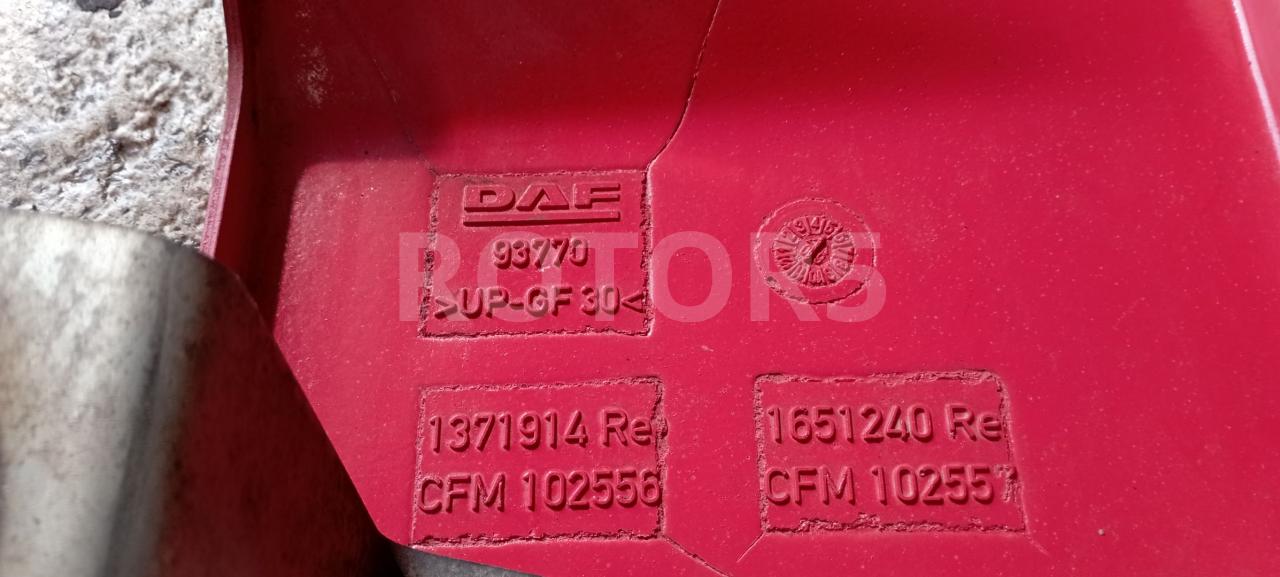 DAF
93770
>UP-GF 30<
ROTORS
1371914 Re
CFM 102556
1651240 Re
CFM 102557